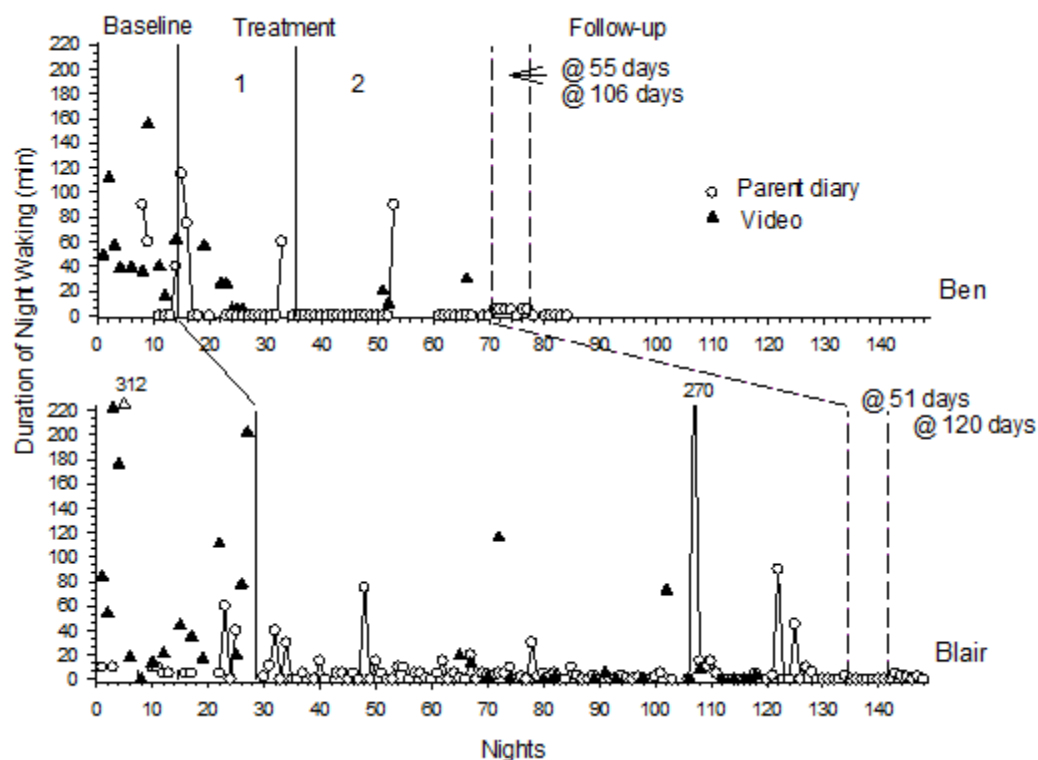 Baseline Treatment Follow-up
220
200
180
160
140
120
100
80
60
40
20
0
1 2
@ 55 days
@ 106 days
Parent diary
Video
Ben
0 10 20 30 40 50 60 70 80 90 100 110 120 130 140
Duration of Night Waking (min)
312 270
@ 51 days
@ 120 days
220
200
180
160
140
120
100
80
60
40
20
0
Blair
0 10 20 30 40 50 60 70 80 90 100 110 120 130 140
Nights